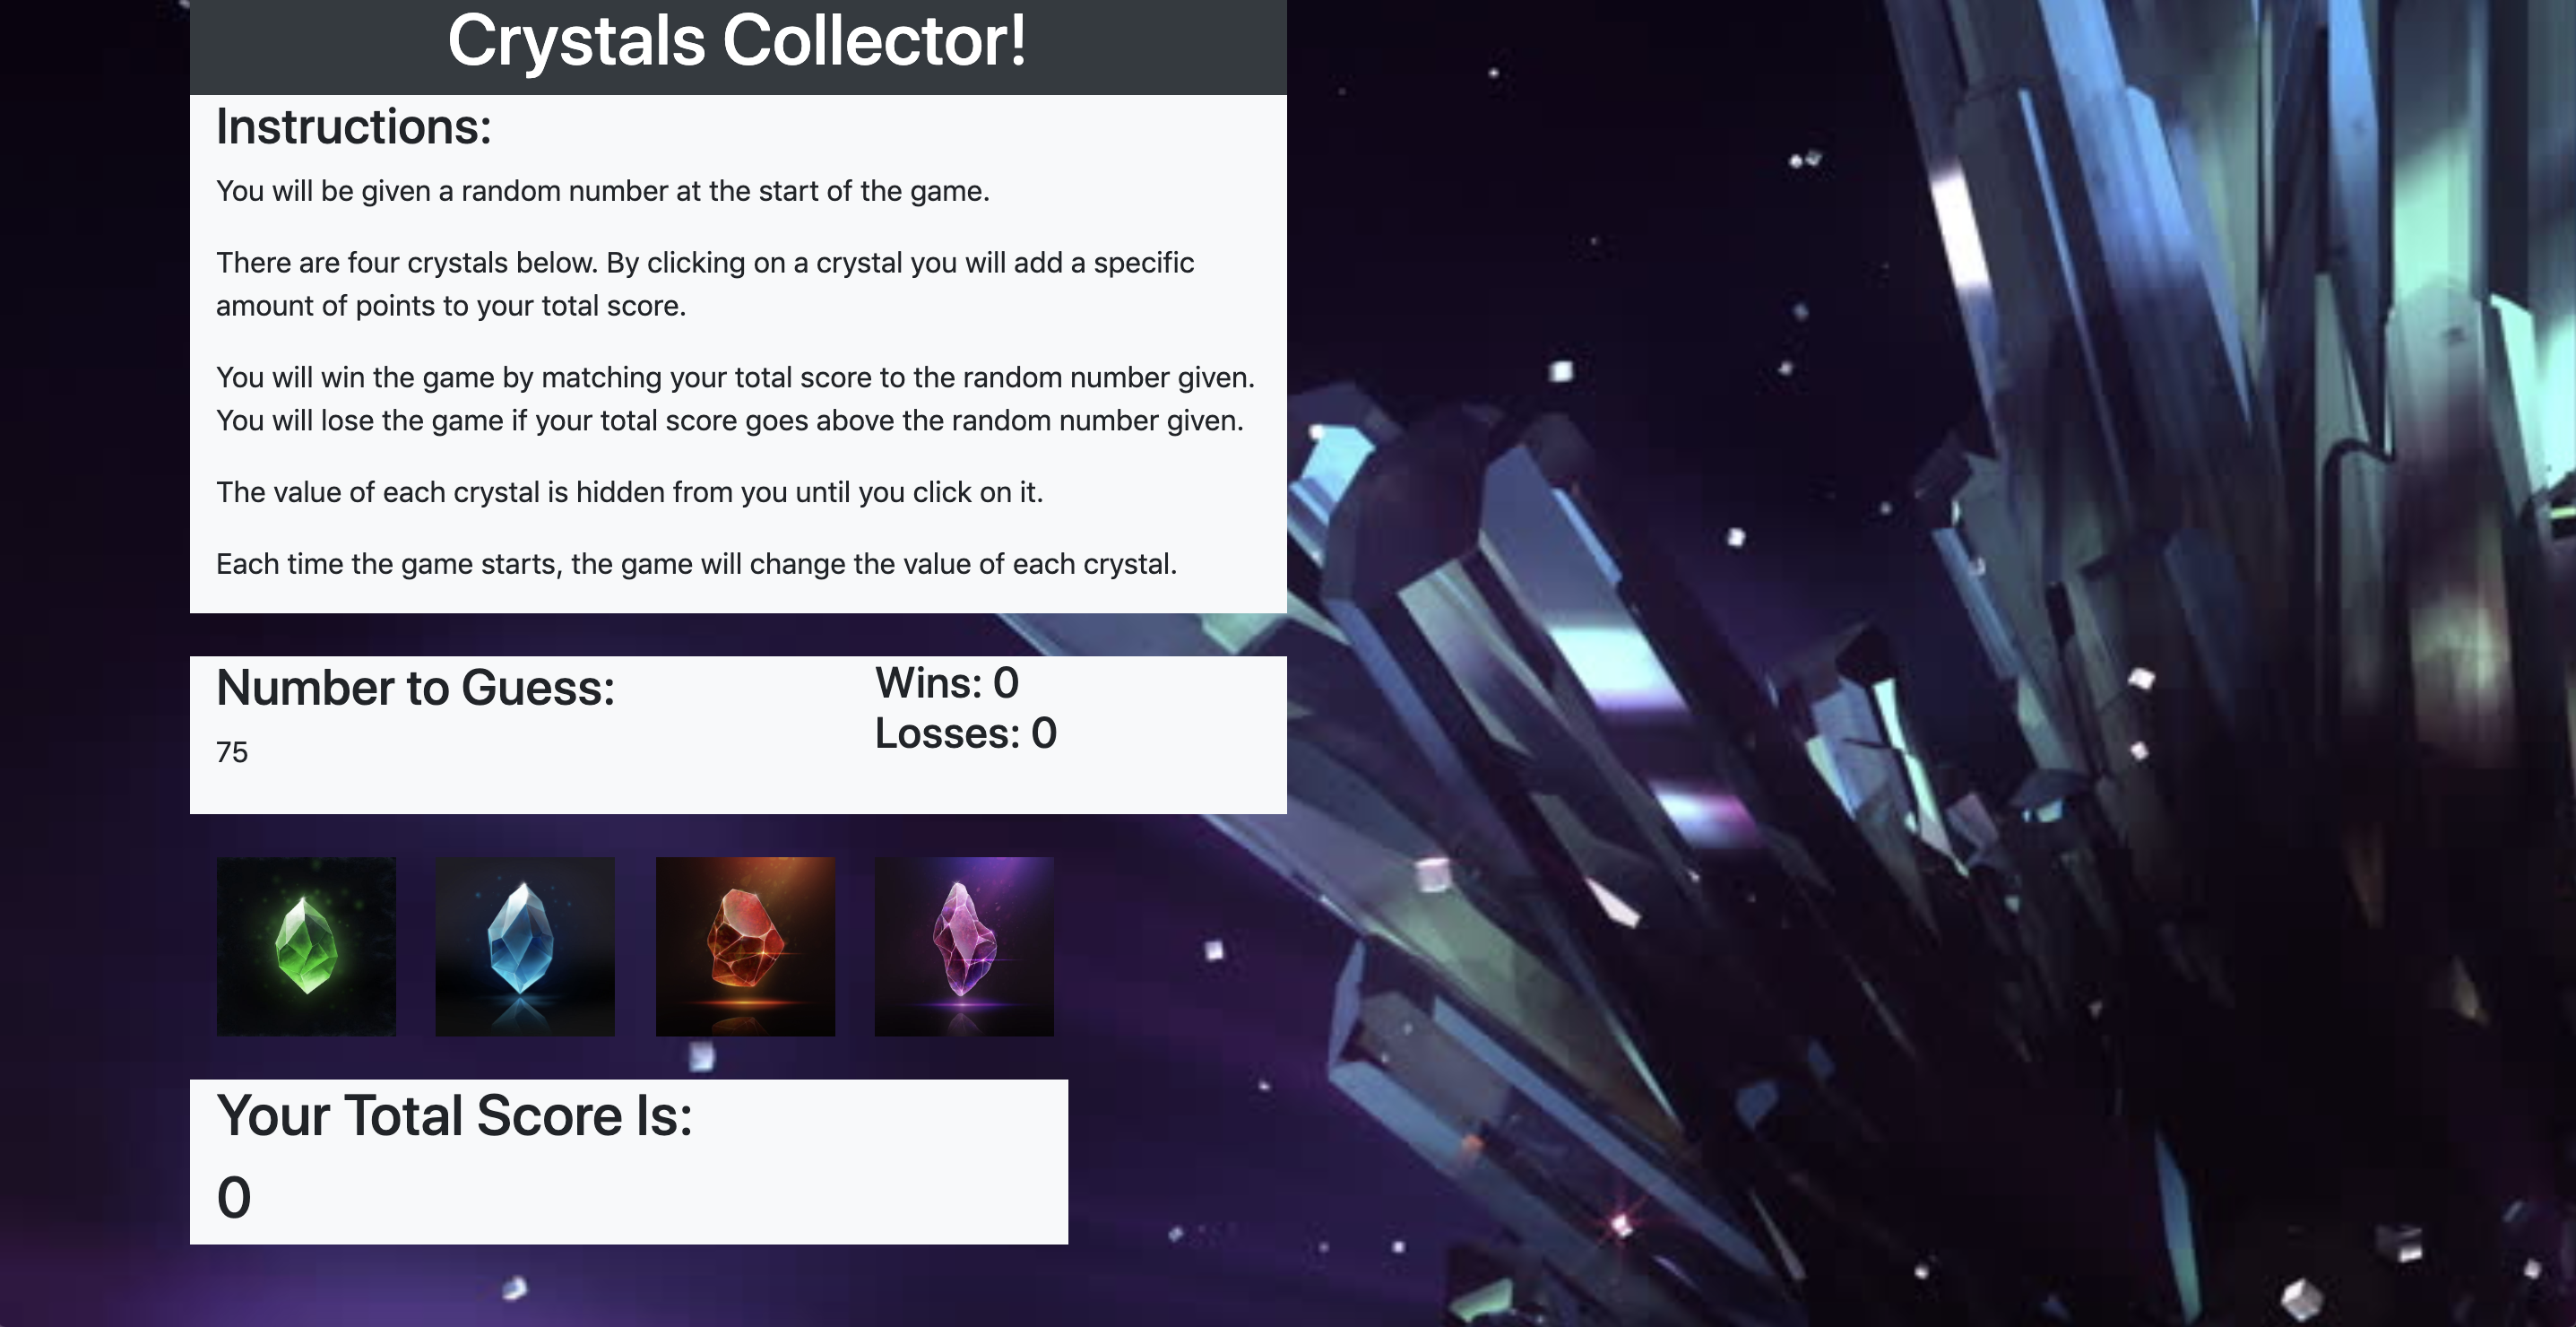 Crystals Collector!
Instructions:
You will be given a random number at the start of the game.
There are four crystals below. By clicking on a crystal you will add a specific
amount of points to your total score.
You will win the game by matching your total score to the random number given.
You will lose the game if your total score goes above the random number given.
The value of each crystal is hidden from you until you click on it.
Each time the game starts, the game will change the value of each crystal.
Number to Guess:
75
Wins: 0
Losses: 0
Your Total Score Is:
0